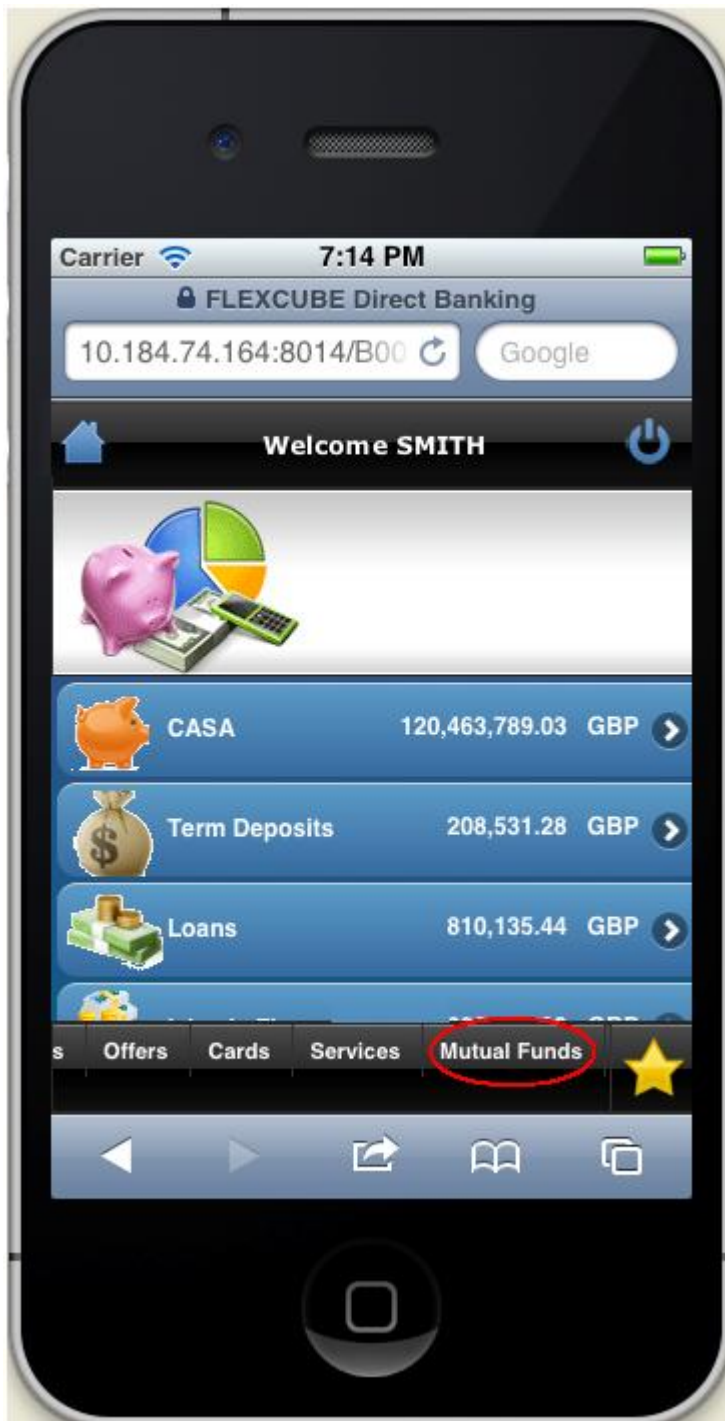 Carrier 7:14 PM
FLEXCUBE Direct Banking
10.184.74.164:8014/B00 Google
Welcome SMITH
CASA 120,463,789.03 GBP
$
Term Deposits 208,531.28 GBP
Loans 810,135.44 GBP
s Offers Cards Services Mutual Funds